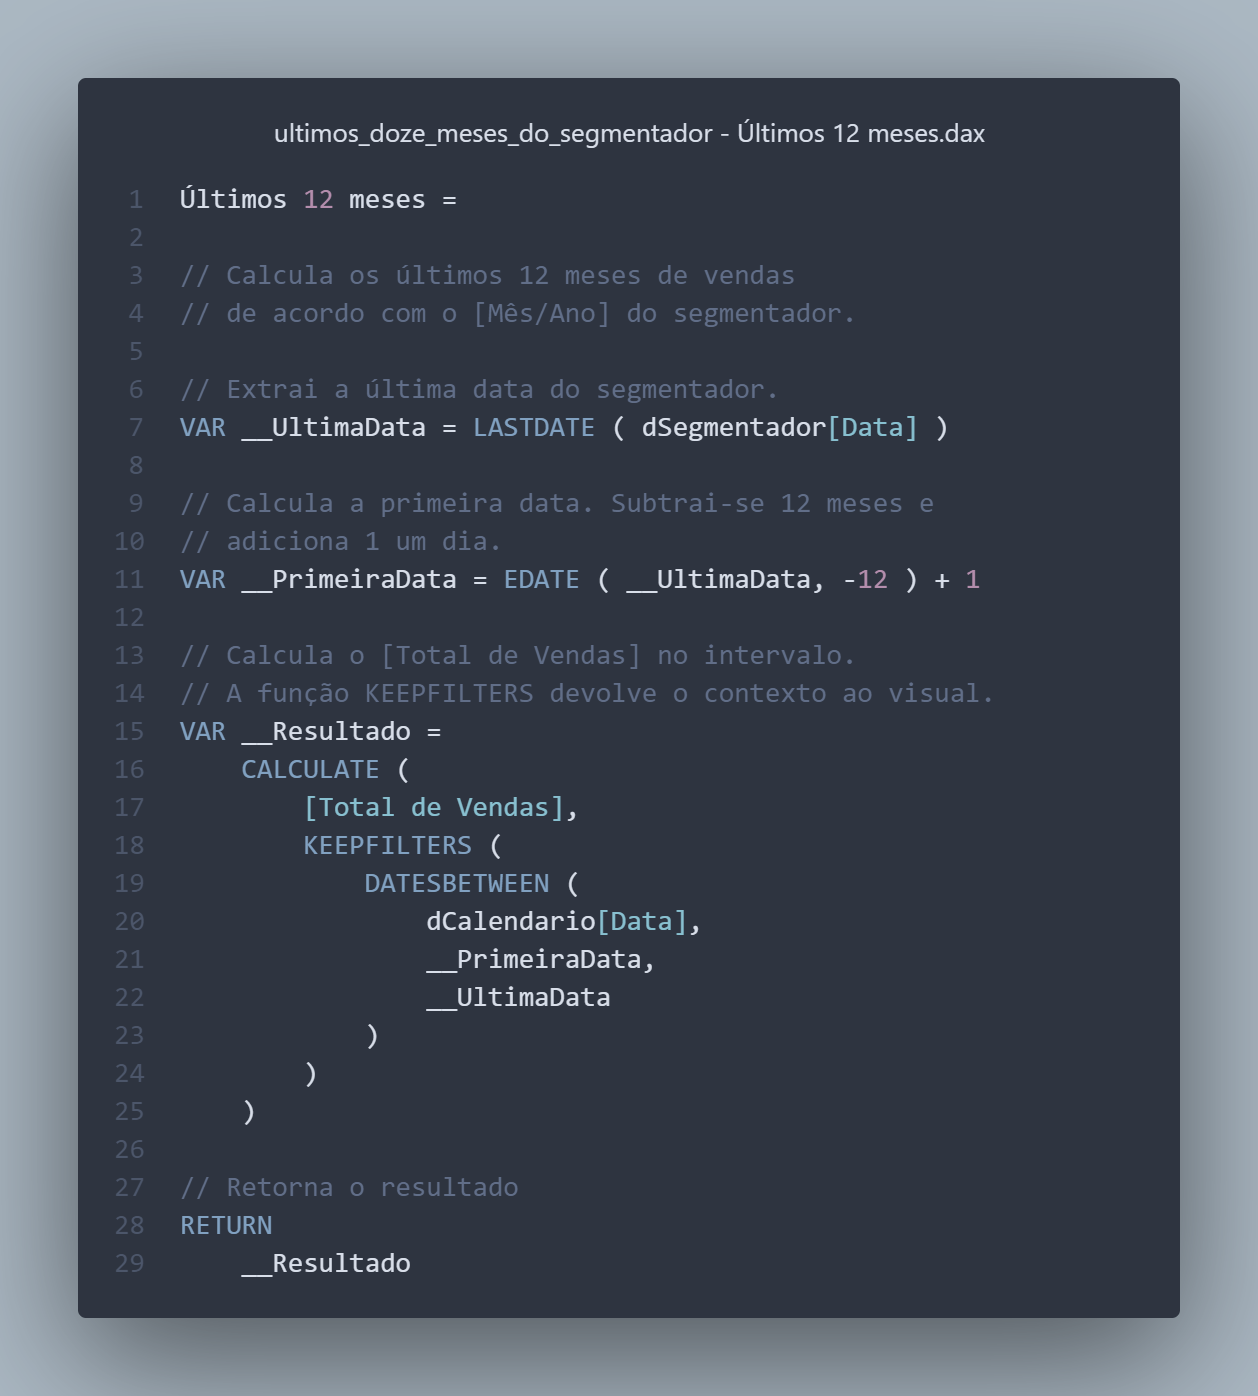 ultimos_doze_meses_do_segmentador - Últimos 12 meses.dax
1 Últimos 12 meses =
2
3 // Calcula os últimos 12 meses de vendas
4 // de acordo com o [Mês/Ano] do segmentador.
5
6 // Extrai a última data do segmentador.
7 VAR __UltimaData = LASTDATE ( dSegmentador[Data] )
8
9 // Calcula a primeira data. Subtrai-se 12 meses e
10 // adiciona 1 um dia.
11 VAR __PrimeiraData = EDATE ( __UltimaData, -12 ) + 1
12
13 // Calcula o [Total de Vendas] no intervalo.
14 // A função KEEPFILTERS devolve o contexto ao visual.
15 VAR __Resultado =
16     CALCULATE (
17         [Total de Vendas],
18         KEEPFILTERS (
19             DATESBETWEEN (
20                 dCalendario[Data],
21                 __PrimeiraData,
22                 __UltimaData
23             )
24         )
25     )
26
27 // Retorna o resultado
28 RETURN
29     __Resultado